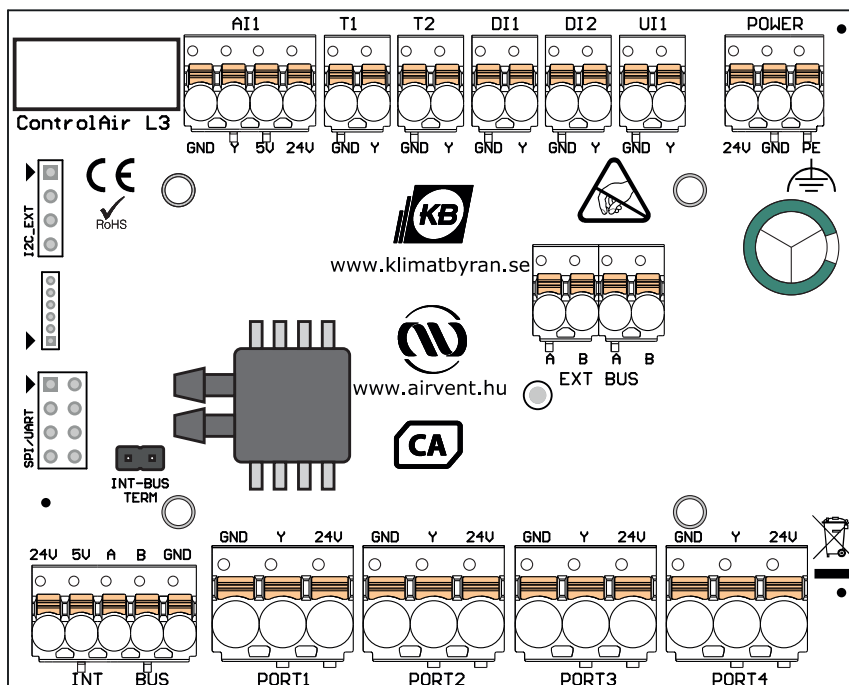 AI1 T1 T2 DI1 DI2 UI1 POWER
ControlAir L3
GND Y 5V 24V GND Y GND Y GND Y GND Y GND Y 24V GND PE
I2C_EXT
CE
RoHS
KB
www.klimatbyran.se
A B A B
EXT BUS
www.airvent.hu
CA
SPI/UART
INT-BUS
TERM
24V 5V A B GND
GND Y 24V GND Y 24V GND Y 24V GND Y 24V
INT BUS PORT1 PORT2 PORT3 PORT4